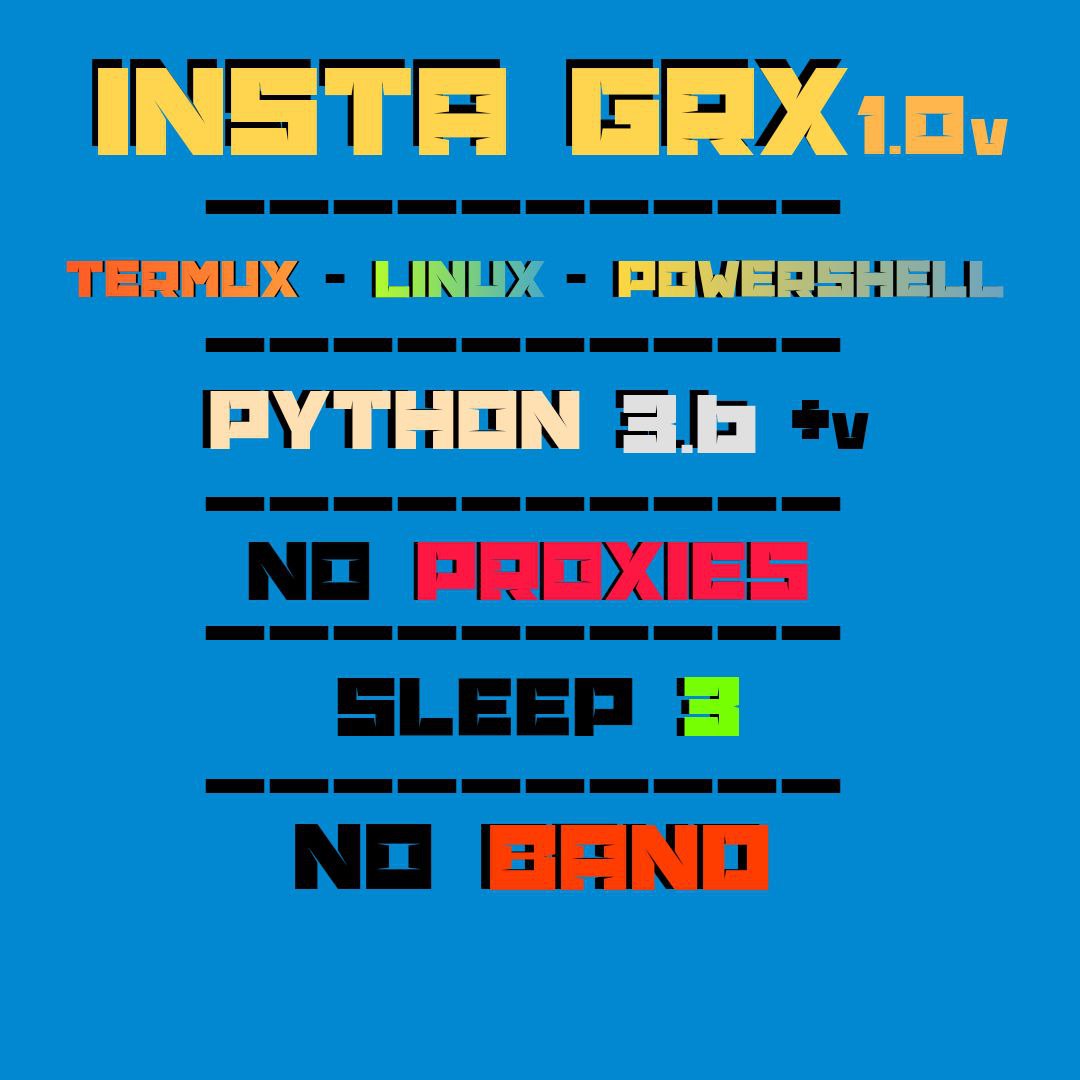 INSTA GRX 1.0v
TERMUX - LINUX - POWERSHELL
PYTHON 3.6 +v
NO PROXIES
SLEEP 3
NO BAND